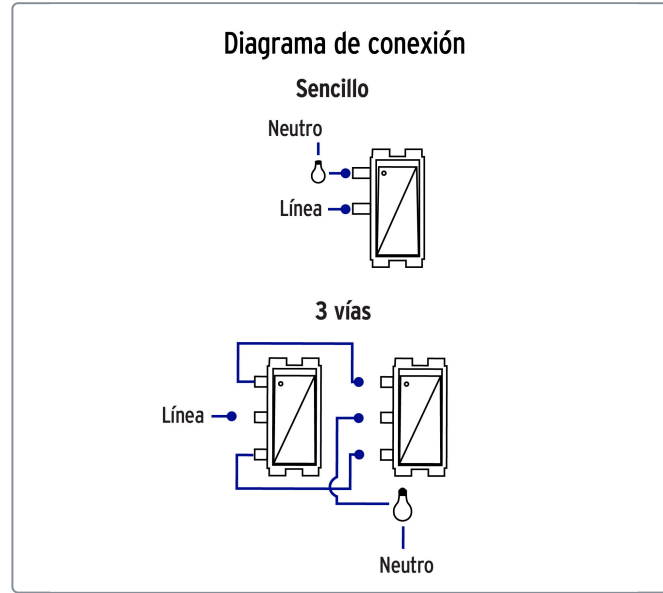 Diagrama de conexión
Sencillo
Neutro
Línea
3 vías
Línea
Neutro